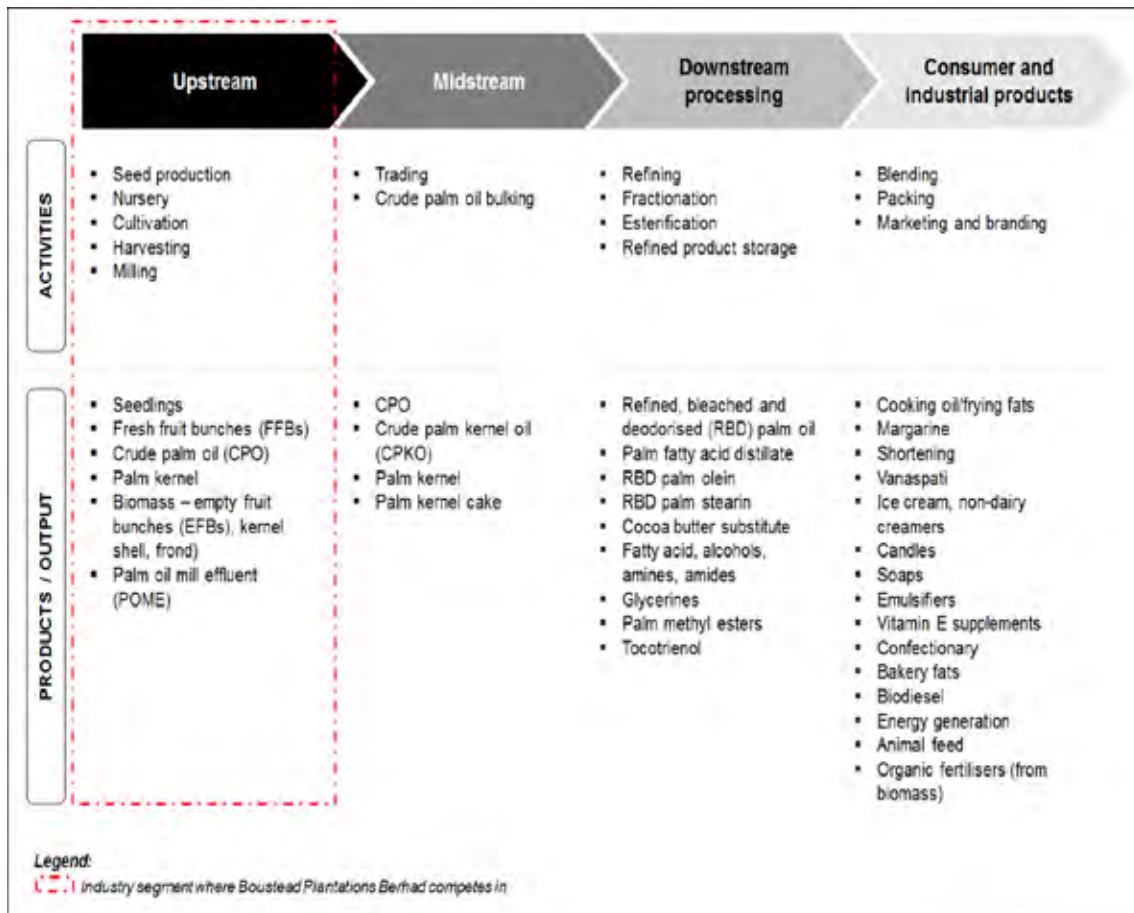 Upstream
Midstream
Downstream
processing
Consumer and
industrial products
ACTIVITIES
▪ Seed production
▪ Nursery
▪ Cultivation
▪ Harvesting
▪ Milling
▪ Trading
▪ Crude palm oil bulking
▪ Refining
▪ Fractionation
▪ Esterification
▪ Refined product storage
▪ Blending
▪ Packing
▪ Marketing and branding
PRODUCTS / OUTPUT
▪ Seedlings
▪ Fresh fruit bunches (FFBs)
▪ Crude palm oil (CPO)
▪ Palm kernel
▪ Biomass – empty fruit
bunches (EFBs), kernel
shell, frond)
▪ Palm oil mill effluent
(POME)
▪ CPO
▪ Crude palm kernel oil
(CPKO)
▪ Palm kernel
▪ Palm kernel cake
▪ Refined, bleached and
deodorised (RBD) palm oil
▪ Palm fatty acid distillate
▪ RBD palm olein
▪ RBD palm stearin
▪ Cocoa butter substitute
▪ Fatty acid, alcohols,
amines, amides
▪ Glycerines
▪ Palm methyl esters
▪ Tocotrienol
▪ Cooking oil/frying fats
▪ Margarine
▪ Shortening
▪ Vanaspati
▪ Ice cream, non-dairy
creamers
▪ Candles
▪ Soaps
▪ Emulsifiers
▪ Vitamin E supplements
▪ Confectionary
▪ Bakery fats
▪ Biodiesel
▪ Energy generation
▪ Animal feed
▪ Organic fertilisers (from
biomass)
Legend:
Industry segment where Boustead Plantations Berhad competes in